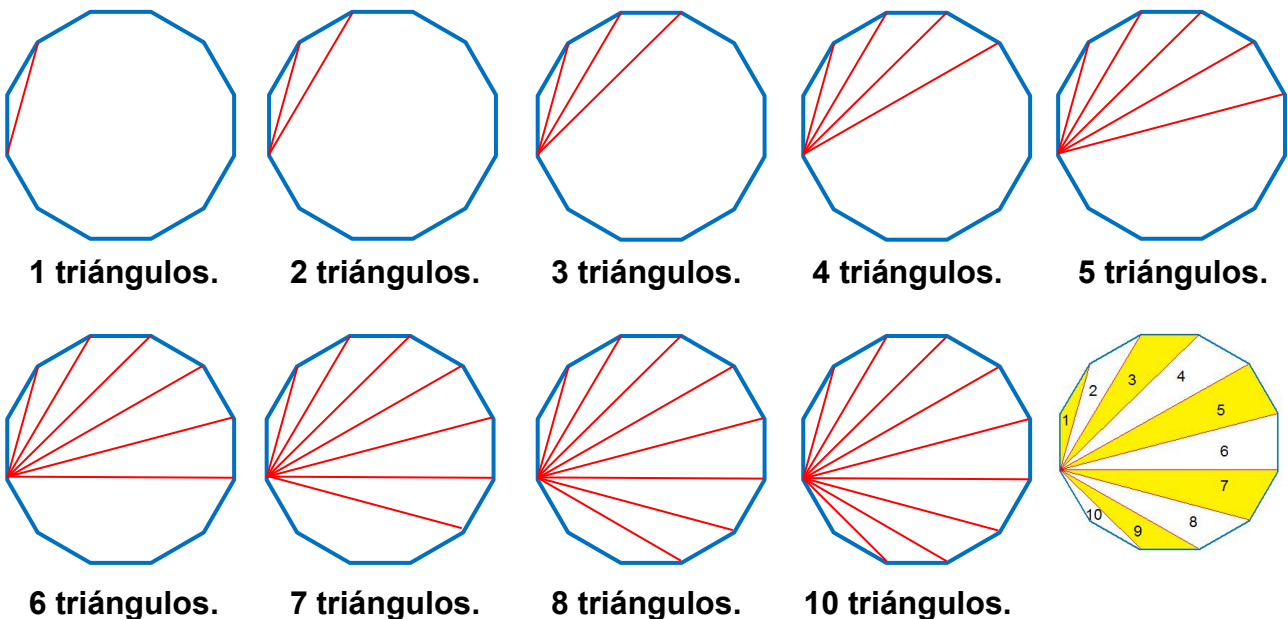 1 triángulos.
2 triángulos.
3 triángulos.
4 triángulos.
5 triángulos.
6 triángulos.
7 triángulos.
8 triángulos.
10 triángulos.
1
2
3
4
5
6
7
8
9
10